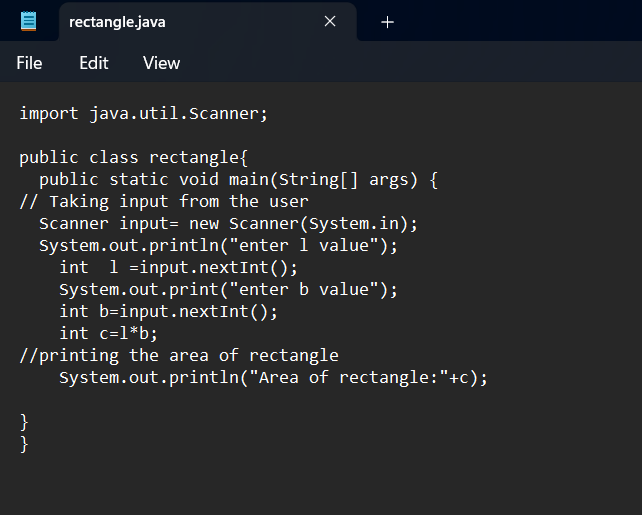 rectangle.java
File Edit View
import java.util.Scanner;
public class rectangle{
  public static void main(String[] args) {
// Taking input from the user
  Scanner input= new Scanner(System.in);
  System.out.println("enter l value");
    int  l =input.nextInt();
    System.out.print("enter b value");
    int b=input.nextInt();
    int c=l*b;
//printing the area of rectangle
    System.out.println("Area of rectangle:"+c);
}
}